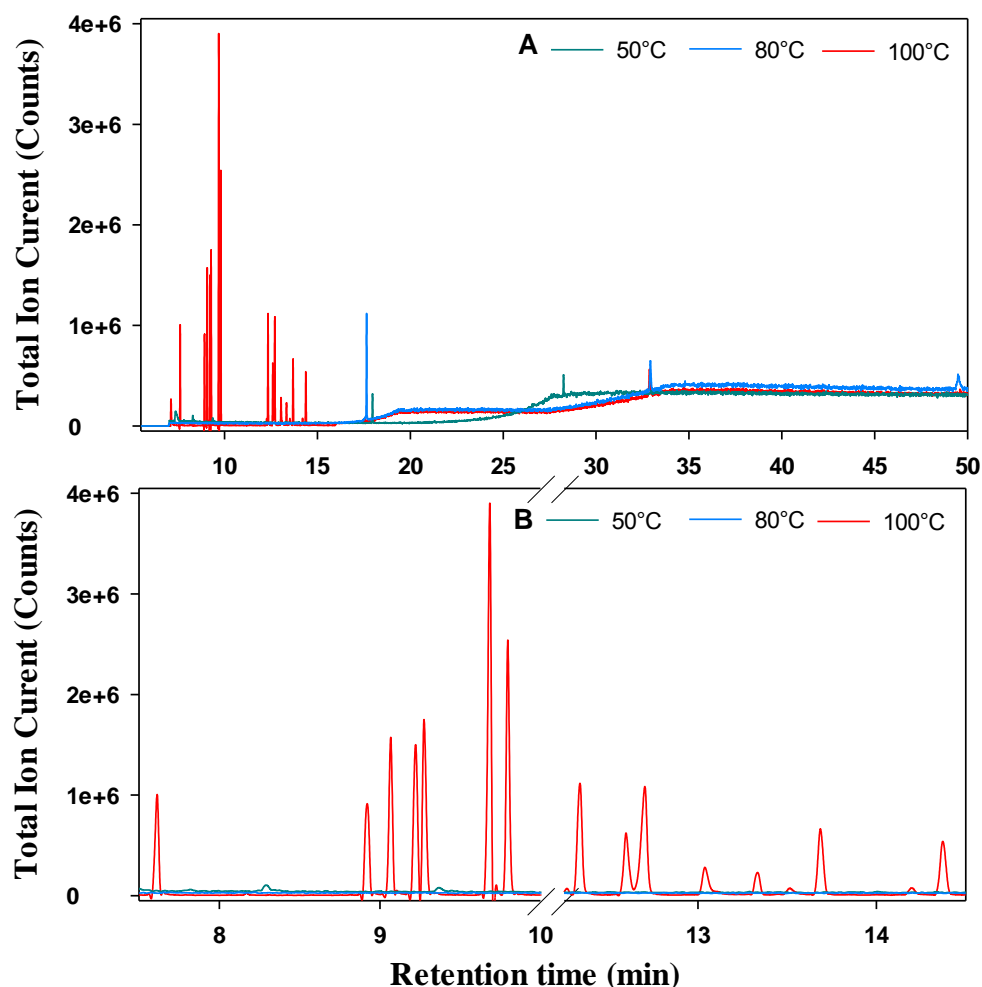 Total Ion Curent (Counts)
4e+6
3e+6
2e+6
1e+6
0
A 50°C 80°C 100°C
10 15 20 25 30 35 40 45 50
Total Ion Curent (Counts)
4e+6
3e+6
2e+6
1e+6
0
B 50°C 80°C 100°C
8 9 10 13 14
Retention time (min)